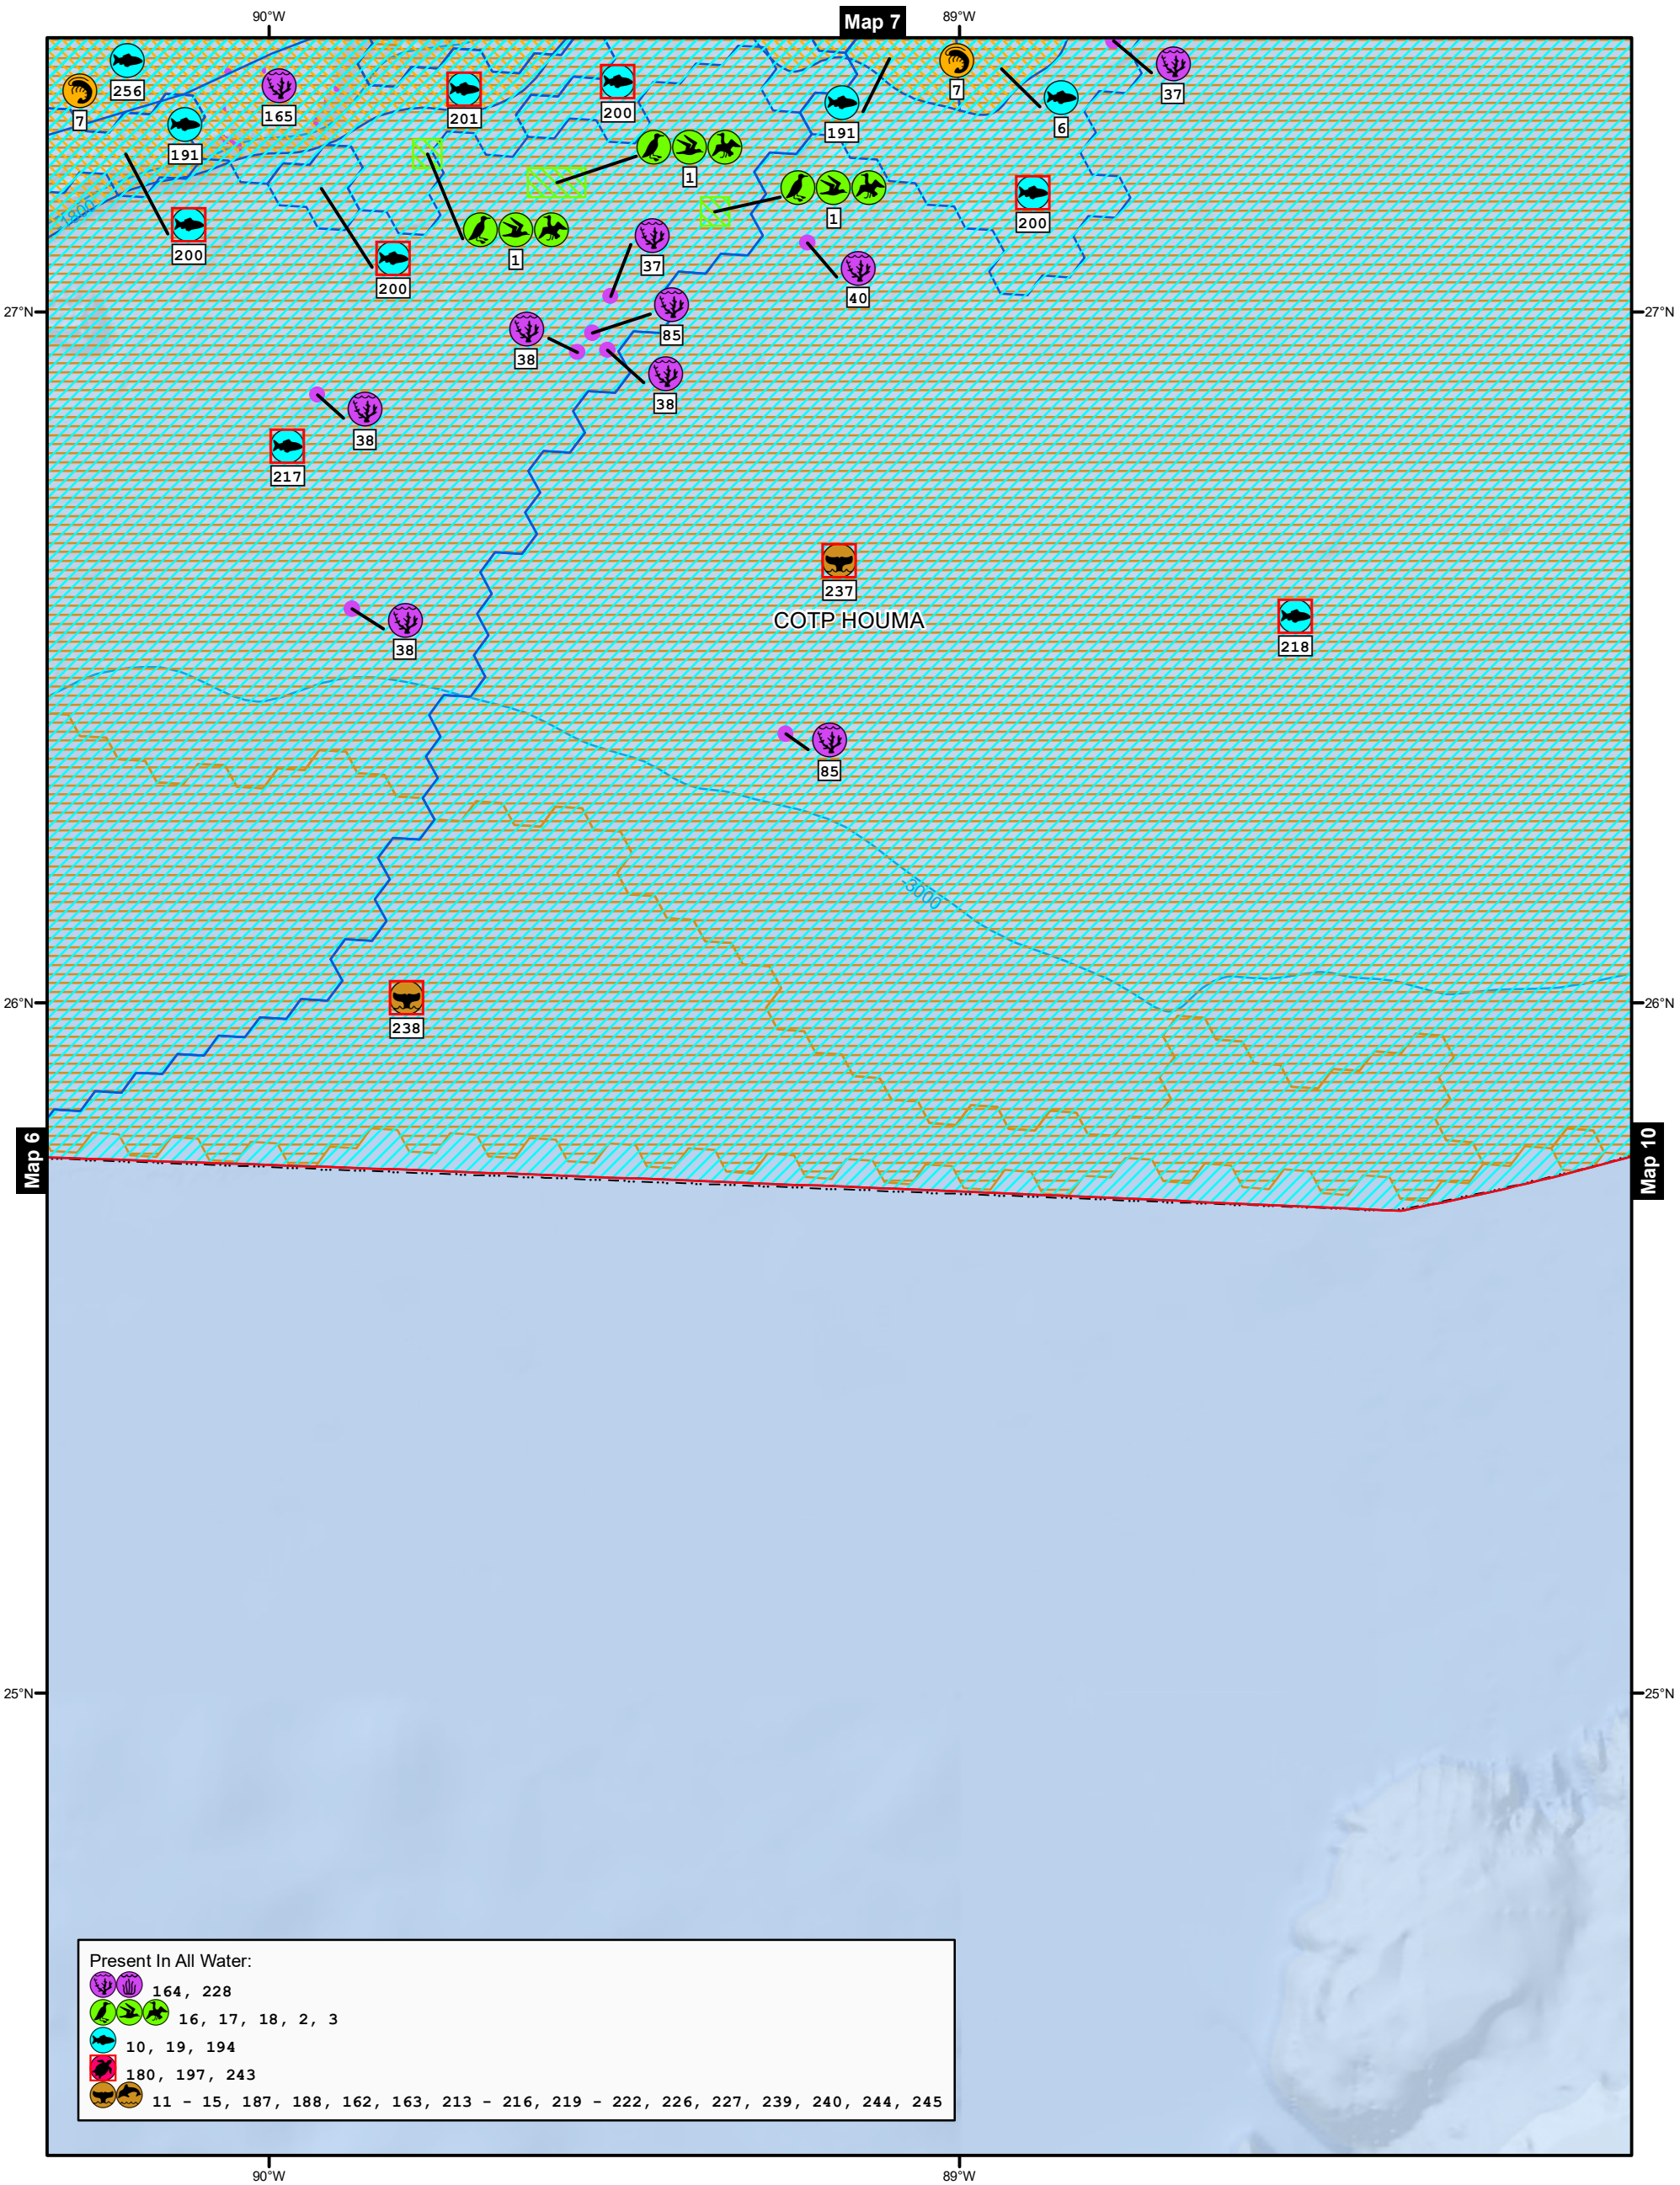 90°W
Map 7
89°W
256
7
165
201
200
7
37
191
191
6
1
1
200
200
1
200
37
40
27°N
27°N
85
38
38
38
217
237
COTP HOUMA
218
38
85
-3000
26°N
26°N
238
Map 6
Map 10
25°N
25°N
Present In All Water:
164, 228
16, 17, 18, 2, 3
10, 19, 194
180, 197, 243
11 - 15, 187, 188, 162, 163, 213 - 216, 219 - 222, 226, 227, 239, 240, 244, 245
90°W
89°W